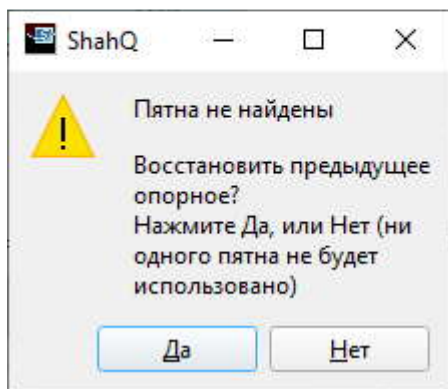 ShahQ
Пятна не найдены
Восстановить предыдущее
опорное?
Нажмите Да, или Нет (ни
одного пятна не будет
использовано)
Да
Нет